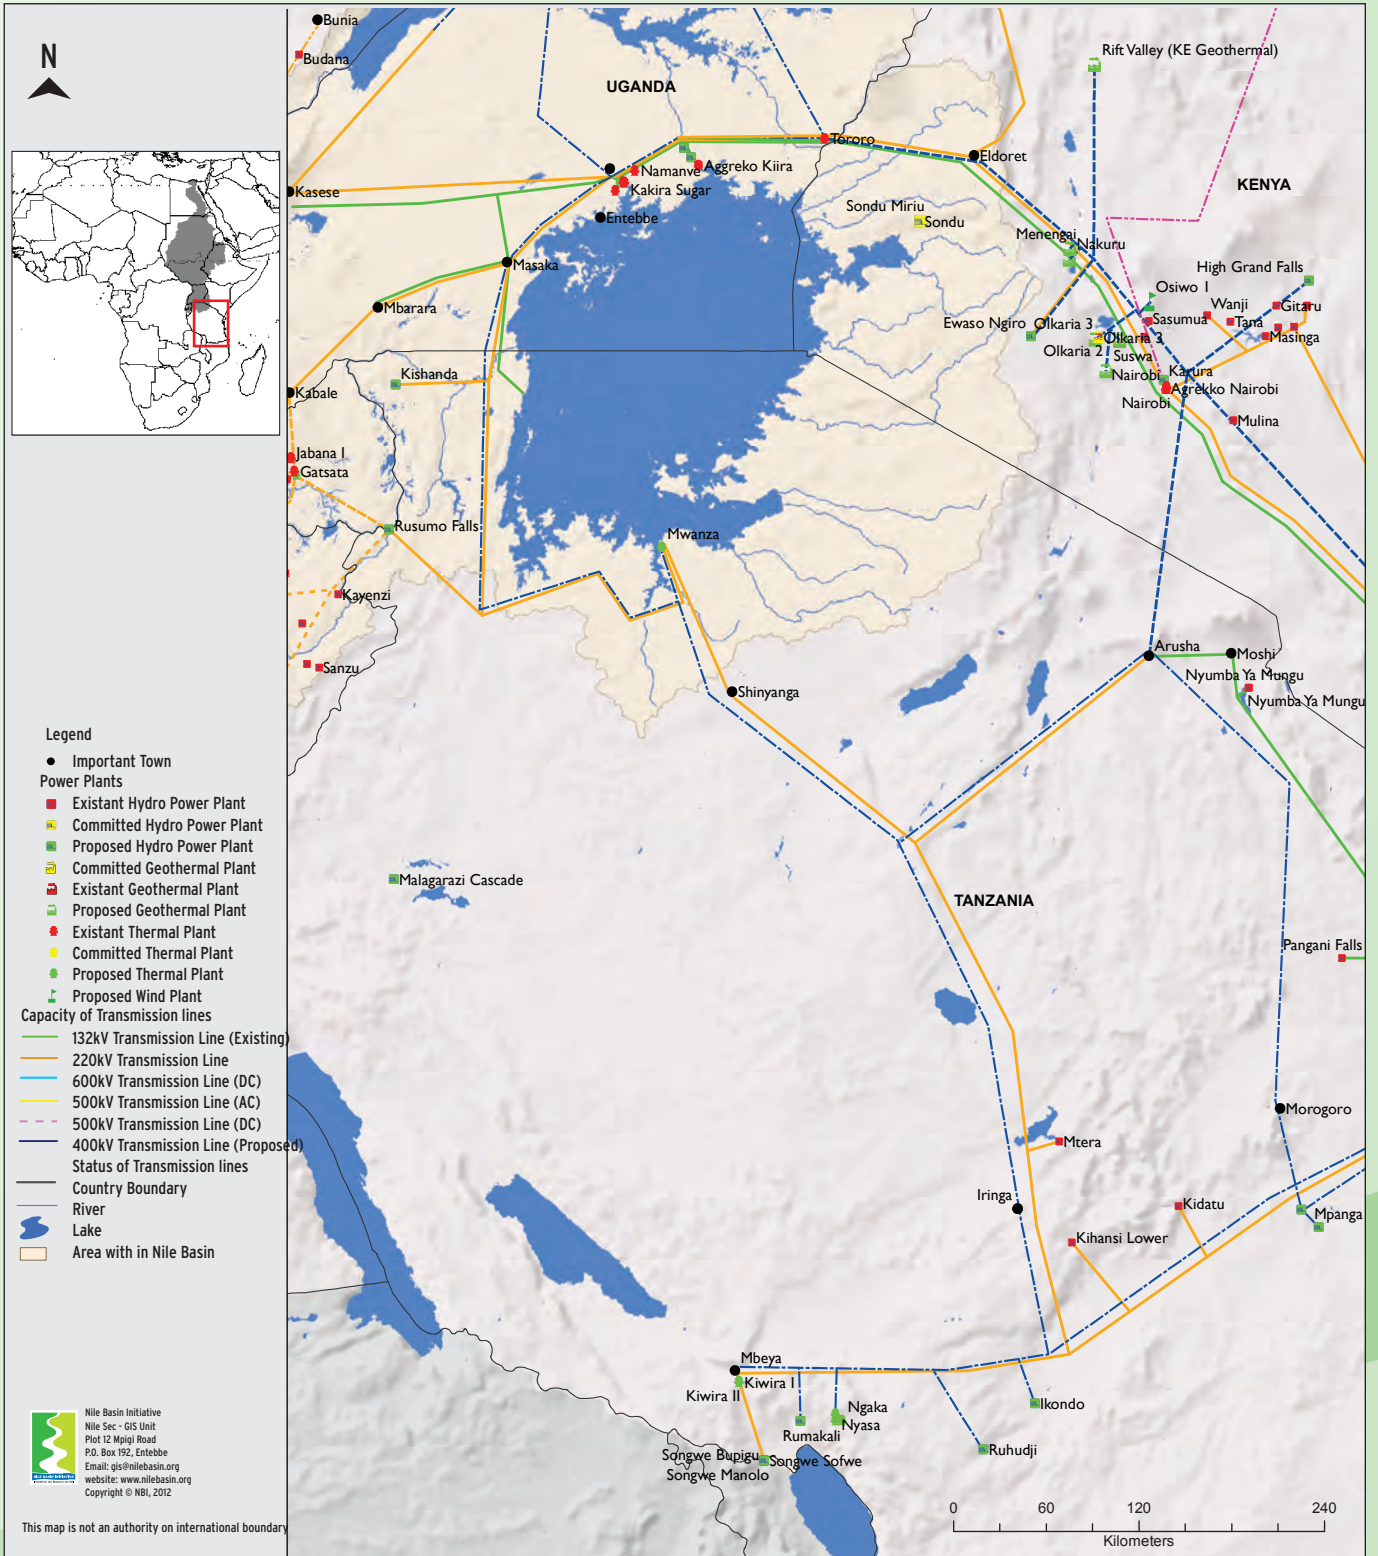 N
Bunia
Budana
UGANDA
Rift Valley (KE Geothermal)
Tororo
Eldoret
Aggreko Kiira
Namanve
Kakira Sugar
Kasese
KENYA
Sondu Miriu
Sondu
Entebbe
Menengai
Nakuru
Masaka
High Grand Falls
Osiwo 1
Mbarara
Wanji
Gitaru
Ewaso Ngiro
Olkaria 3
Sasumua
Tana
Olkaria 3
Masinga
Olkaria 2
Suswa
Kishanda
Nairobi
Karura
Agrekko Nairobi
Kabale
Nairobi
Mulina
Jabana I
Gatsata
Rusumo Falls
Mwanza
Kayenzi
Arusha
Moshi
Sanzu
Nyumba Ya Mungu
Shinyanga
Nyumba Ya Mungu
Malagarazi Cascade
TANZANIA
Pangani Falls
Morogoro
Mtera
Iringa
Kidatu
Mpanga
Kihansi Lower
Mbeya
Kiwira I
Kiwira II
Ngaka
Nyasa
Ikondo
Rumakali
Ruhudji
Songwe Bupigu
Songwe Sofwe
Songwe Manolo
Legend
Important Town
Power Plants
Existant Hydro Power Plant
Committed Hydro Power Plant
Proposed Hydro Power Plant
Committed Geothermal Plant
Existant Geothermal Plant
Proposed Geothermal Plant
Existant Thermal Plant
Committed Thermal Plant
Proposed Thermal Plant
Proposed Wind Plant
Capacity of Transmission lines
132kV Transmission Line (Existing)
220kV Transmission Line
600kV Transmission Line (DC)
500kV Transmission Line (AC)
500kV Transmission Line (DC)
400kV Transmission Line (Proposed)
Status of Transmission lines
Country Boundary
River
Lake
Area with in Nile Basin
Nile Basin Initiative
Nile Sec - GIS Unit
Plot 12 Mpigi Road
P.O. Box 192, Entebbe
Email: gis@nilebasin.org
website: www.nilebasin.org
Copyright © NBI, 2012
This map is not an authority on international boundary
0 60 120 240
Kilometers